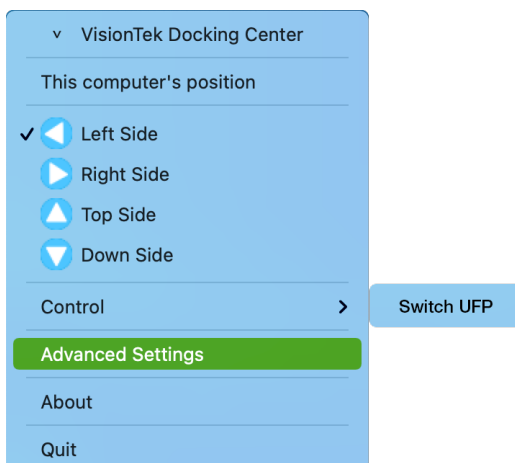 v VisionTek Docking Center
This computer's position
Left Side
Right Side
Top Side
Down Side
Control
Switch UFP
Advanced Settings
About
Quit